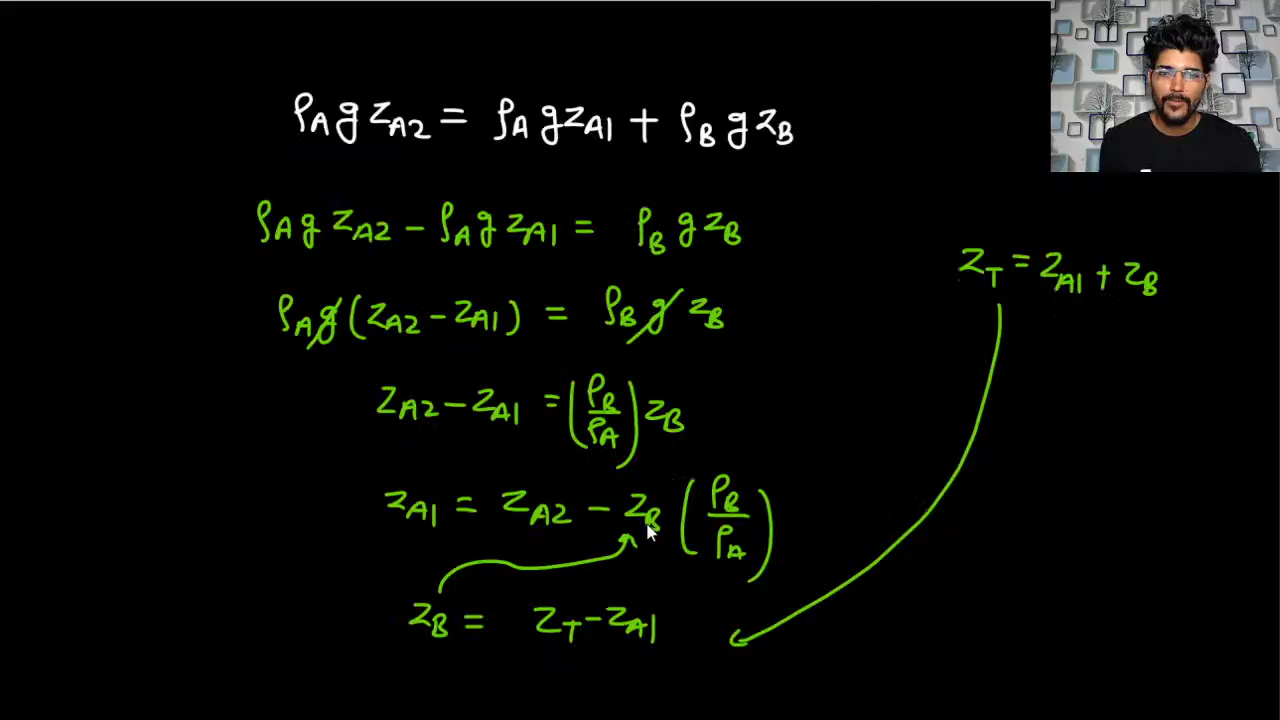 ρA g zA2 = ρA g zA1 + ρB g zB
ρA g zA2 - ρA g zA1 = ρB g zB
zT = zA1 + zB
ρA g (zA2 - zA1) = ρB g zB
zA2 - zA1 = (ρB/ρA) zB
zA1 = zA2 - zB (ρB/ρA)
zB = zT - zA1